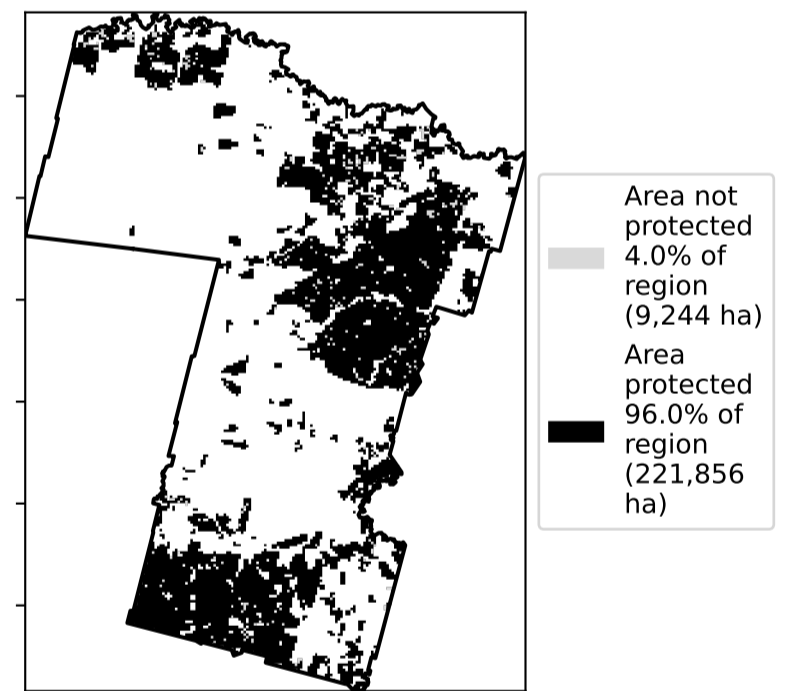 Area not
protected
4.0% of
region
(9,244 ha)
Area
protected
96.0% of
region
(221,856
ha)